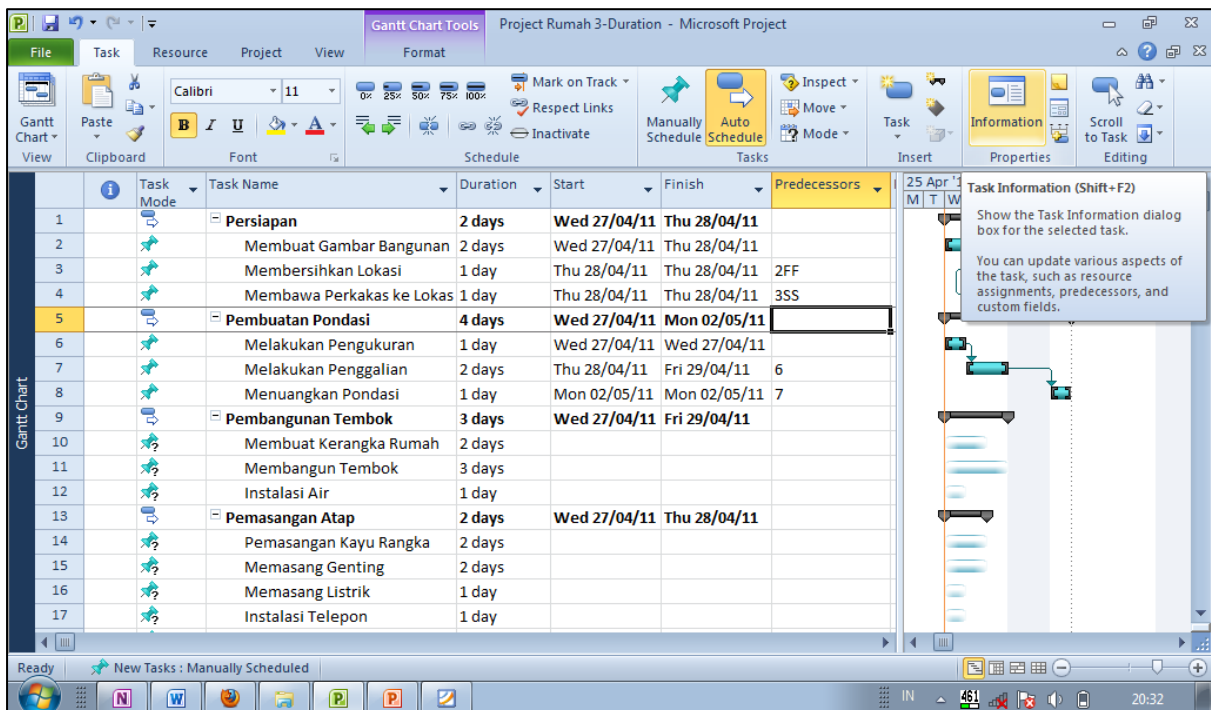 Gantt Chart Tools Project Rumah 3-Duration - Microsoft Project
File Task Resource Project View Format
Gantt Chart
View
Paste
Clipboard
Calibri 11
B I U A
Font
0% 25% 50% 75% 100%
Mark on Track
Respect Links
Inactivate
Schedule
Manually Schedule
Auto Schedule
Inspect
Move
Mode
Tasks
Task
Insert
Information
Properties
Scroll to Task
Editing
Task Mode Task Name Duration Start Finish Predecessors 25 Apr '1
M T W
1 Persiapan 2 days Wed 27/04/11 Thu 28/04/11
2 Membuat Gambar Bangunan 2 days Wed 27/04/11 Thu 28/04/11
3 Membersihkan Lokasi 1 day Thu 28/04/11 Thu 28/04/11 2FF
4 Membawa Perkakas ke Lokas 1 day Thu 28/04/11 Thu 28/04/11 3SS
5 Pembuatan Pondasi 4 days Wed 27/04/11 Mon 02/05/11
6 Melakukan Pengukuran 1 day Wed 27/04/11 Wed 27/04/11
7 Melakukan Penggalian 2 days Thu 28/04/11 Fri 29/04/11 6
8 Menuangkan Pondasi 1 day Mon 02/05/11 Mon 02/05/11 7
9 Pembangunan Tembok 3 days Wed 27/04/11 Fri 29/04/11
10 Membuat Kerangka Rumah 2 days
11 Membangun Tembok 3 days
12 Instalasi Air 1 day
13 Pemasangan Atap 2 days Wed 27/04/11 Thu 28/04/11
14 Pemasangan Kayu Rangka 2 days
15 Memasang Genting 2 days
16 Memasang Listrik 1 day
17 Instalasi Telepon 1 day
Gantt Chart
Task Information (Shift+F2)
Show the Task Information dialog
box for the selected task.
You can update various aspects of
the task, such as resource
assignments, predecessors, and
custom fields.
Ready New Tasks : Manually Scheduled
IN 461 20:32